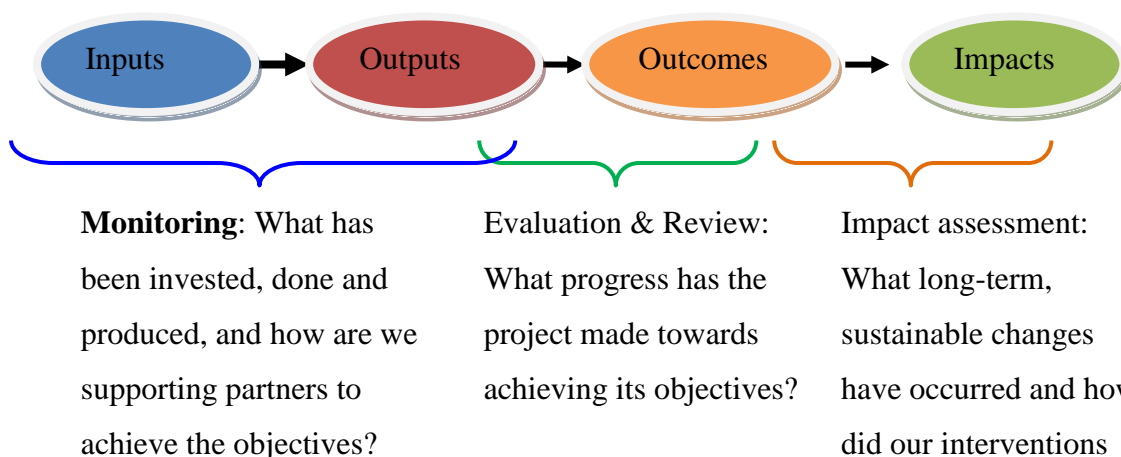 Inputs
Outputs
Outcomes
Impacts
Monitoring: What has
been invested, done and
produced, and how are we
supporting partners to
achieve the objectives?
Evaluation & Review:
What progress has the
project made towards
achieving its objectives?
Impact assessment:
What long-term,
sustainable changes
have occurred and how
did our interventions